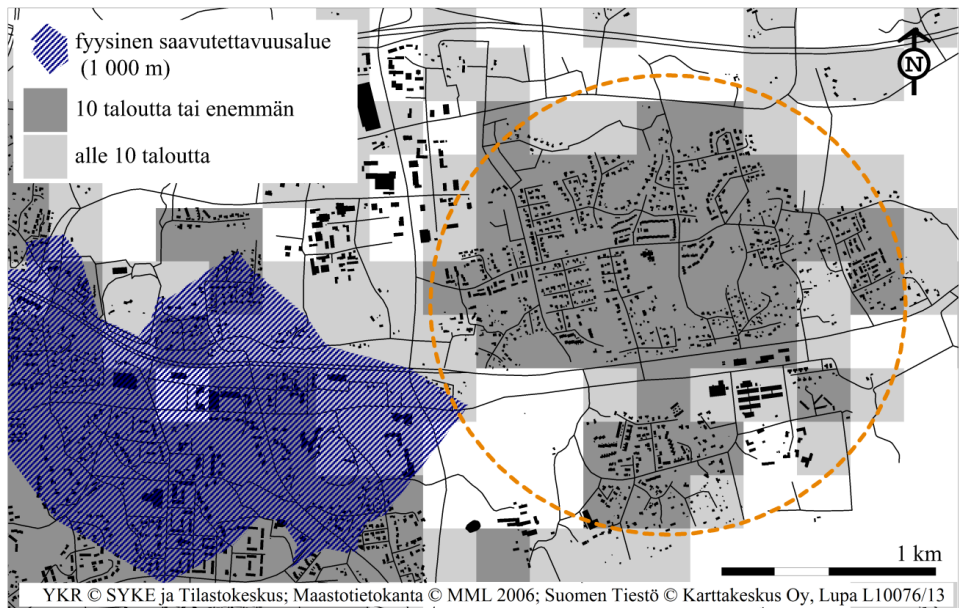 fyysinen saavutettavuusalue
(1 000 m)
10 taloutta tai enemmän
alle 10 taloutta
N
1 km
YKR © SYKE ja Tilastokeskus; Maastotietokanta © MML 2006; Suomen Tiestö © Karttakeskus Oy, Lupa L10076/13